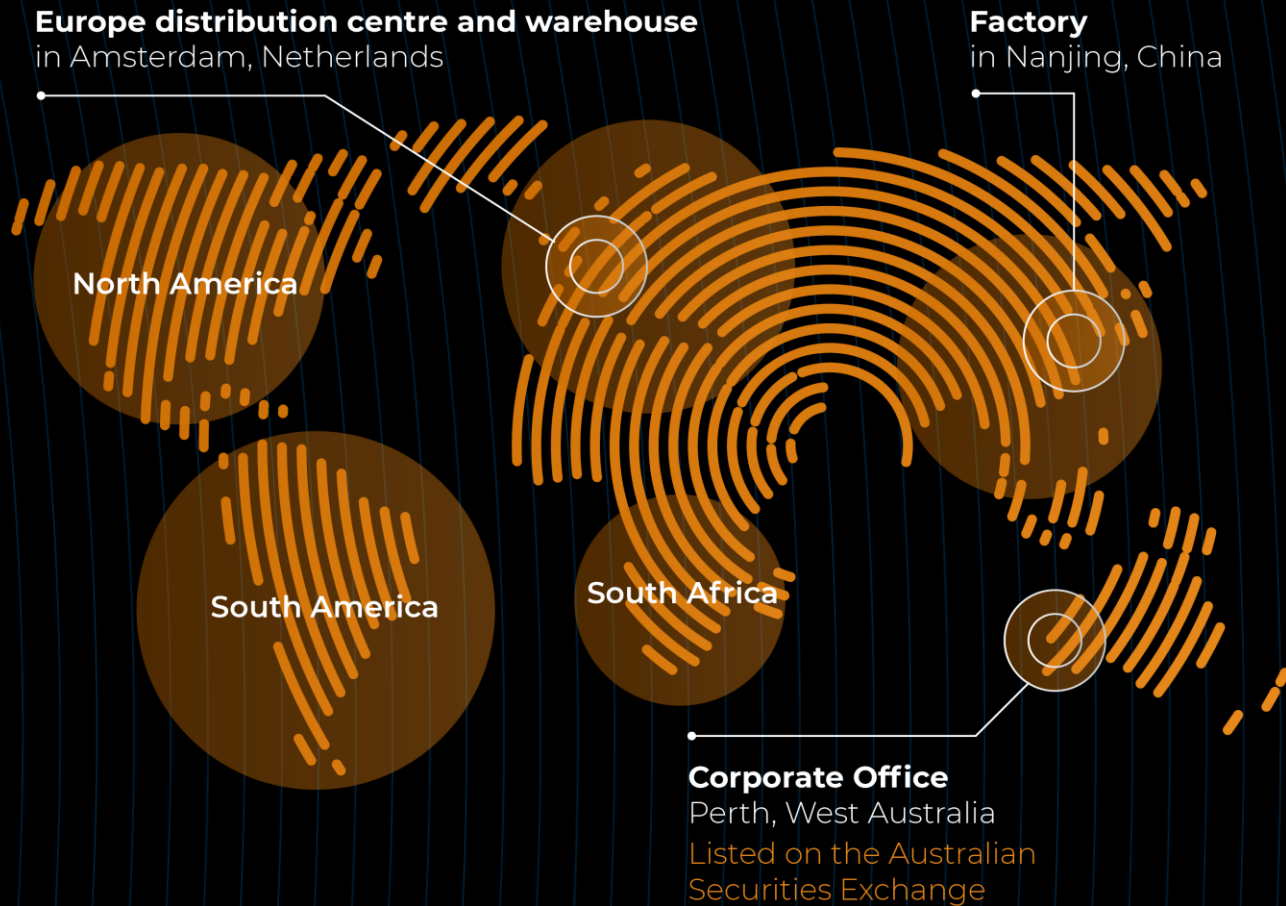 Europe distribution centre and warehouse
in Amsterdam, Netherlands
Factory
in Nanjing, China
North America
South America
South Africa
Corporate Office
Perth, West Australia
Listed on the Australian
Securities Exchange